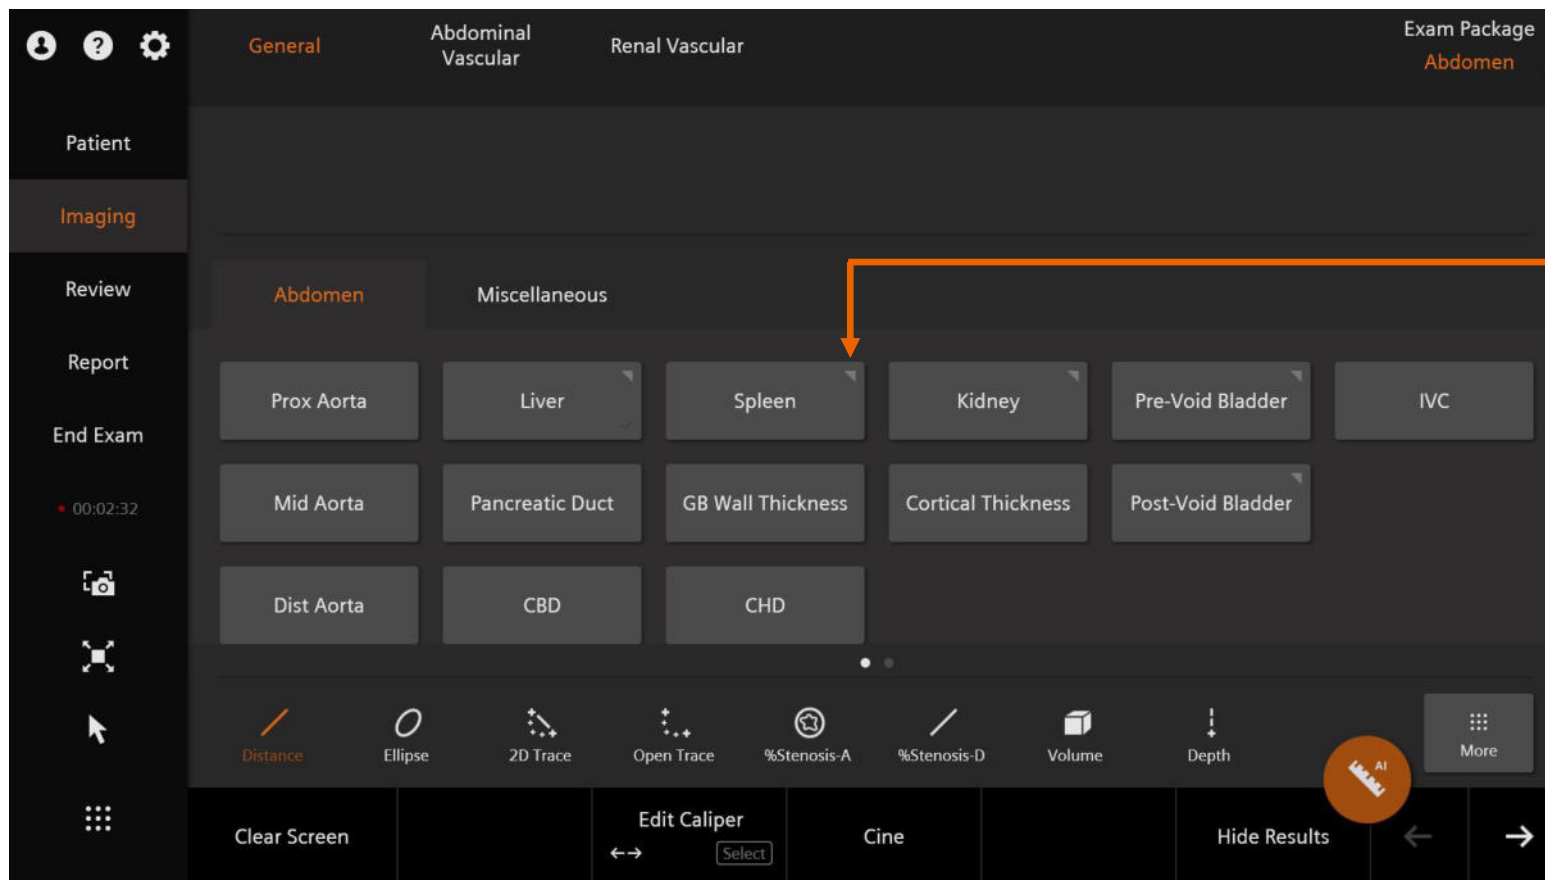 General
Abdominal
Vascular
Renal Vascular
Exam Package
Abdomen
Patient
Imaging
Review
Report
End Exam
00:02:32
Abdomen
Miscellaneous
Prox Aorta
Liver
Spleen
Kidney
Pre-Void Bladder
IVC
Mid Aorta
Pancreatic Duct
GB Wall Thickness
Cortical Thickness
Post-Void Bladder
Dist Aorta
CBD
CHD
Distance
Ellipse
2D Trace
Open Trace
%Stenosis-A
%Stenosis-D
Volume
Depth
AI
More
Clear Screen
Edit Caliper
Select
Cine
Hide Results